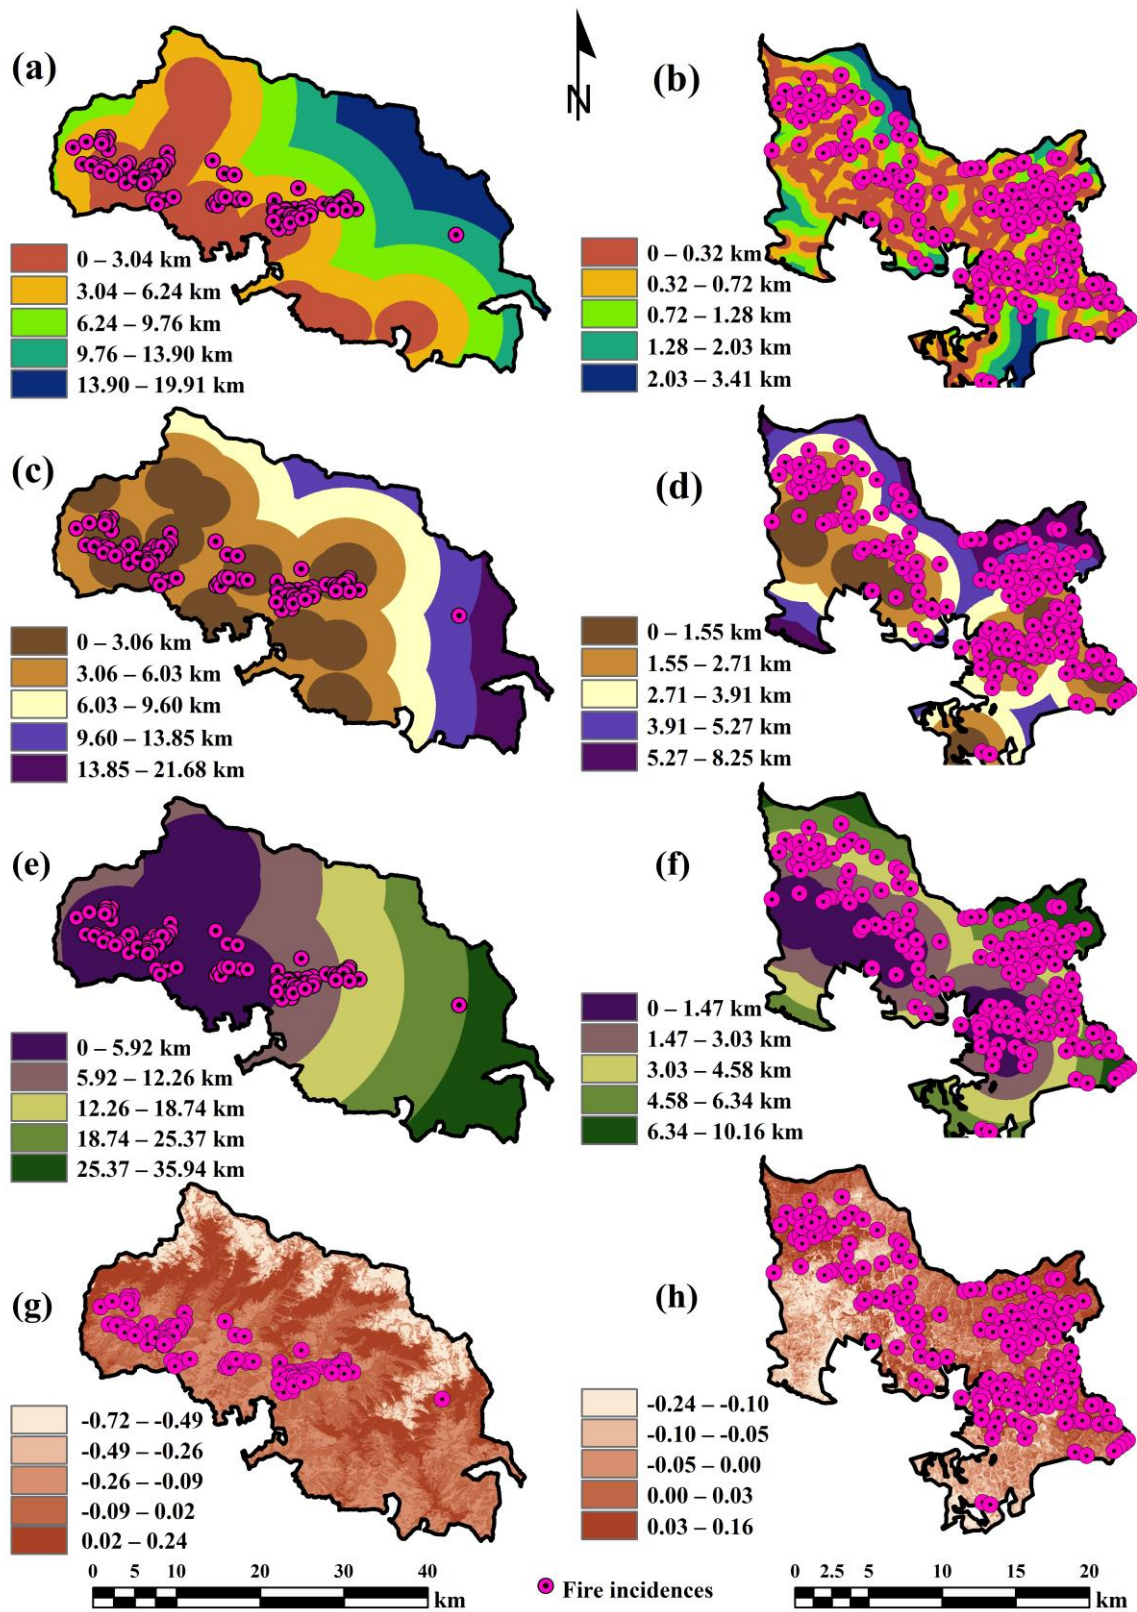 (a)
N
(b)
0 – 3.04 km
3.04 – 6.24 km
6.24 – 9.76 km
9.76 – 13.90 km
13.90 – 19.91 km
0 – 0.32 km
0.32 – 0.72 km
0.72 – 1.28 km
1.28 – 2.03 km
2.03 – 3.41 km
(c)
(d)
0 – 3.06 km
3.06 – 6.03 km
6.03 – 9.60 km
9.60 – 13.85 km
13.85 – 21.68 km
0 – 1.55 km
1.55 – 2.71 km
2.71 – 3.91 km
3.91 – 5.27 km
5.27 – 8.25 km
(e)
(f)
0 – 5.92 km
5.92 – 12.26 km
12.26 – 18.74 km
18.74 – 25.37 km
25.37 – 35.94 km
0 – 1.47 km
1.47 – 3.03 km
3.03 – 4.58 km
4.58 – 6.34 km
6.34 – 10.16 km
(g)
(h)
-0.72 – -0.49
-0.49 – -0.26
-0.26 – -0.09
-0.09 – 0.02
0.02 – 0.24
-0.24 – -0.10
-0.10 – -0.05
-0.05 – 0.00
0.00 – 0.03
0.03 – 0.16
0 5 10 20 30 40
km
Fire incidences
0 2.5 5 10 15 20
km